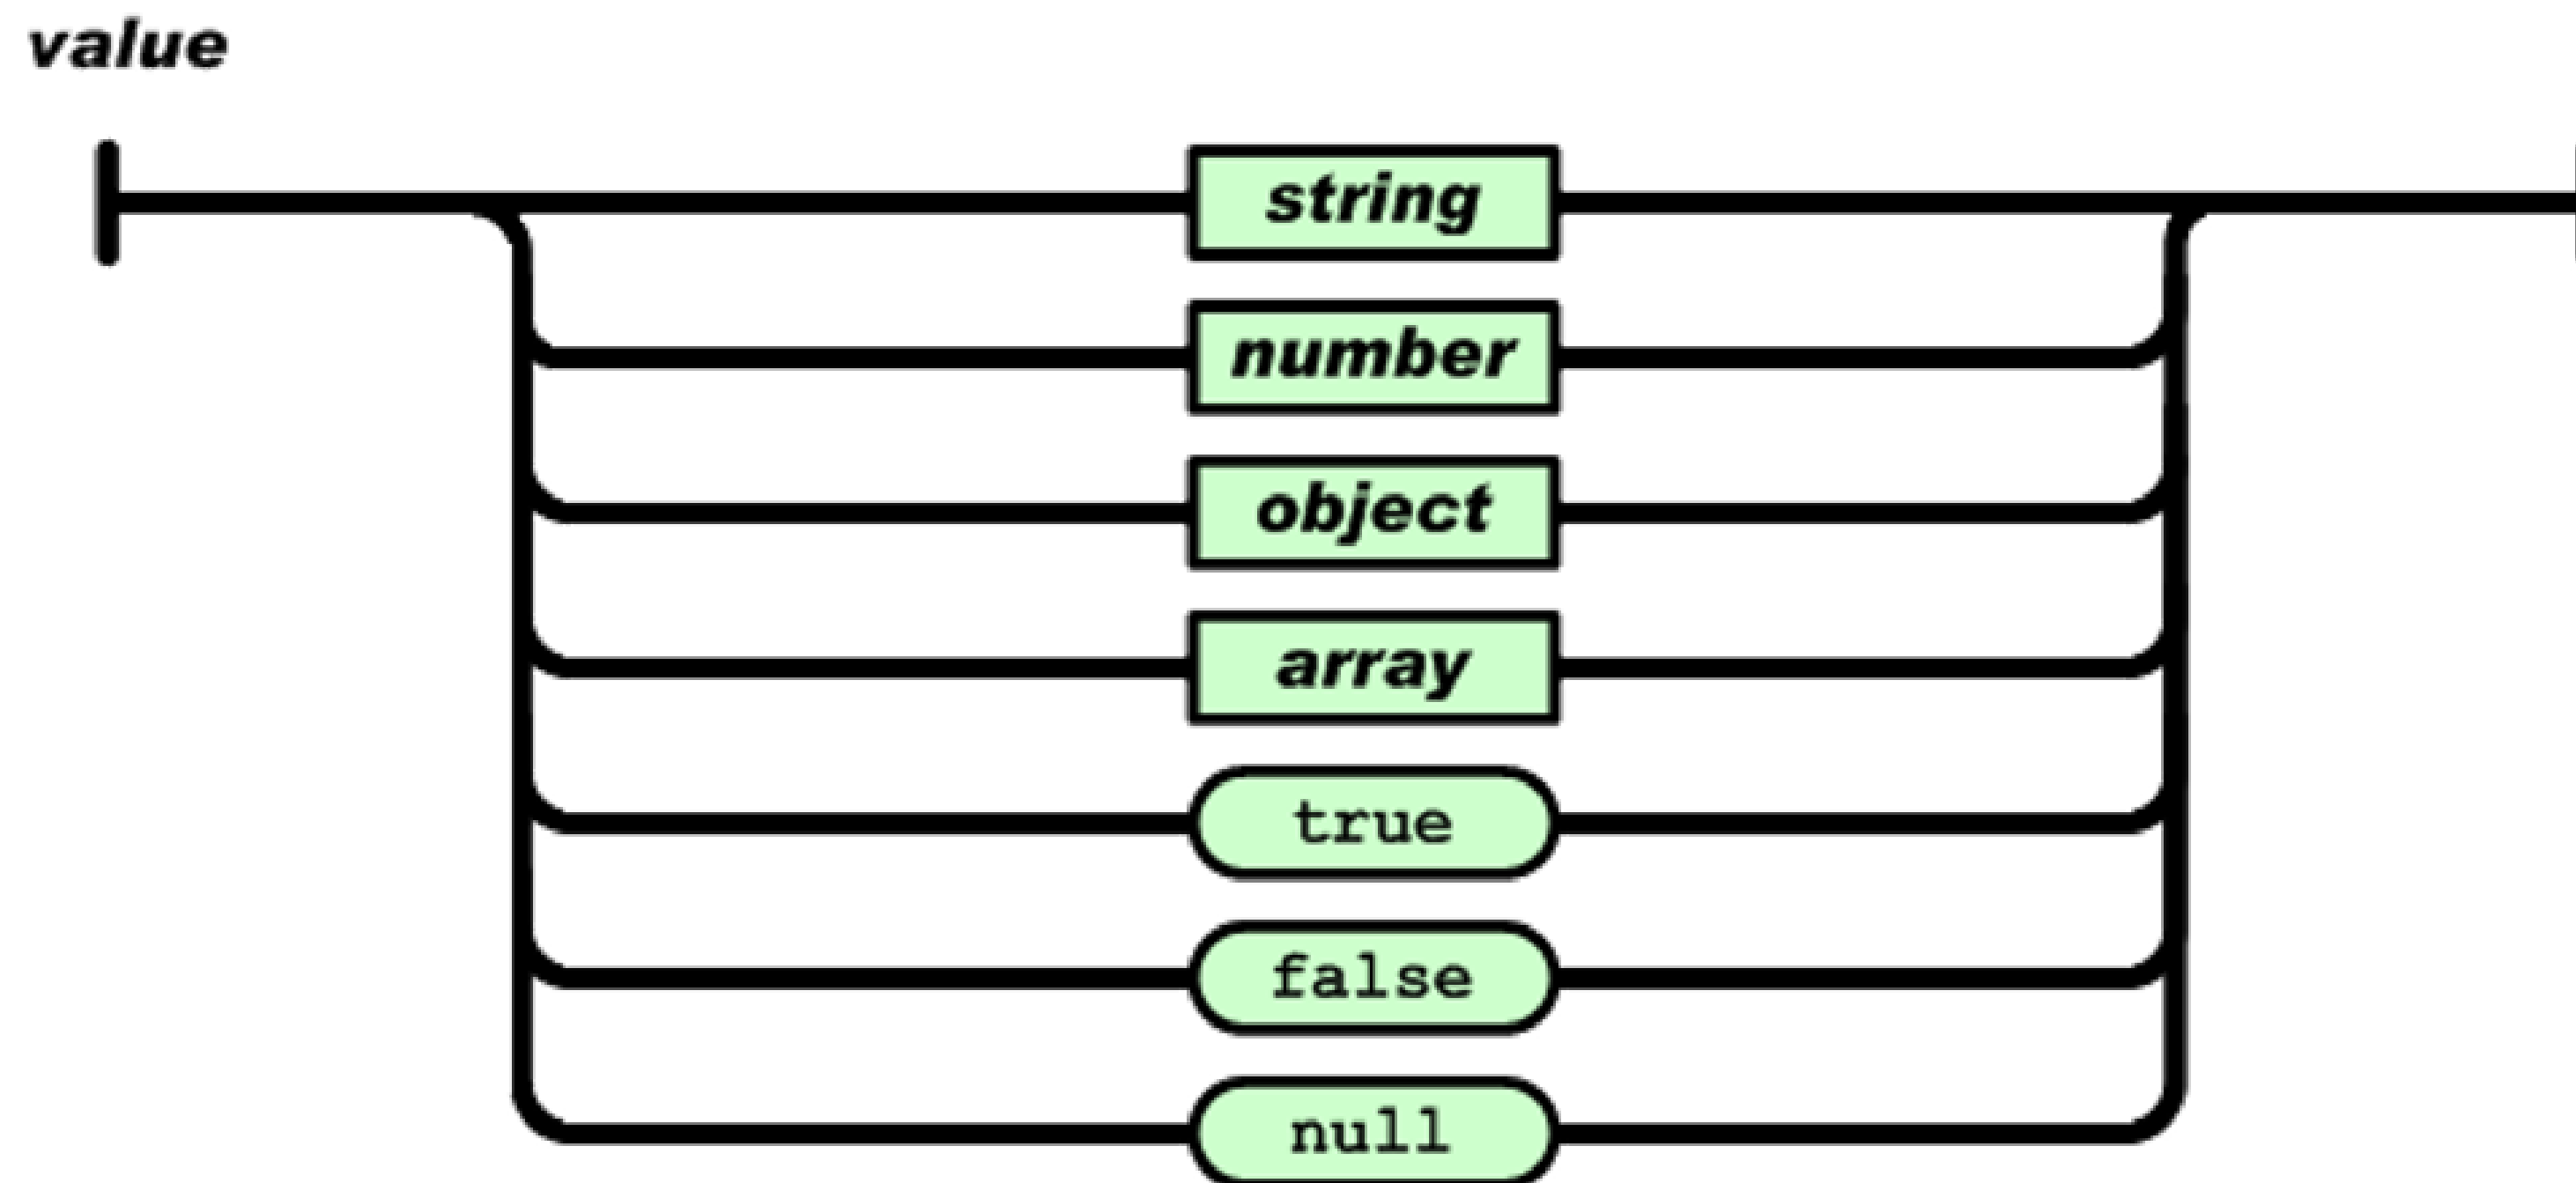 value
string
number
object
array
true
false
null